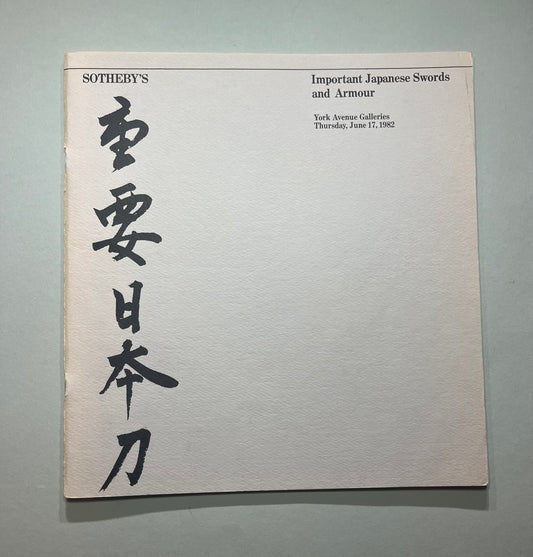 SOTHEBY'S
Important Japanese Swords
and Armour
York Avenue Galleries
Thursday, June 17, 1982
重要日本刀